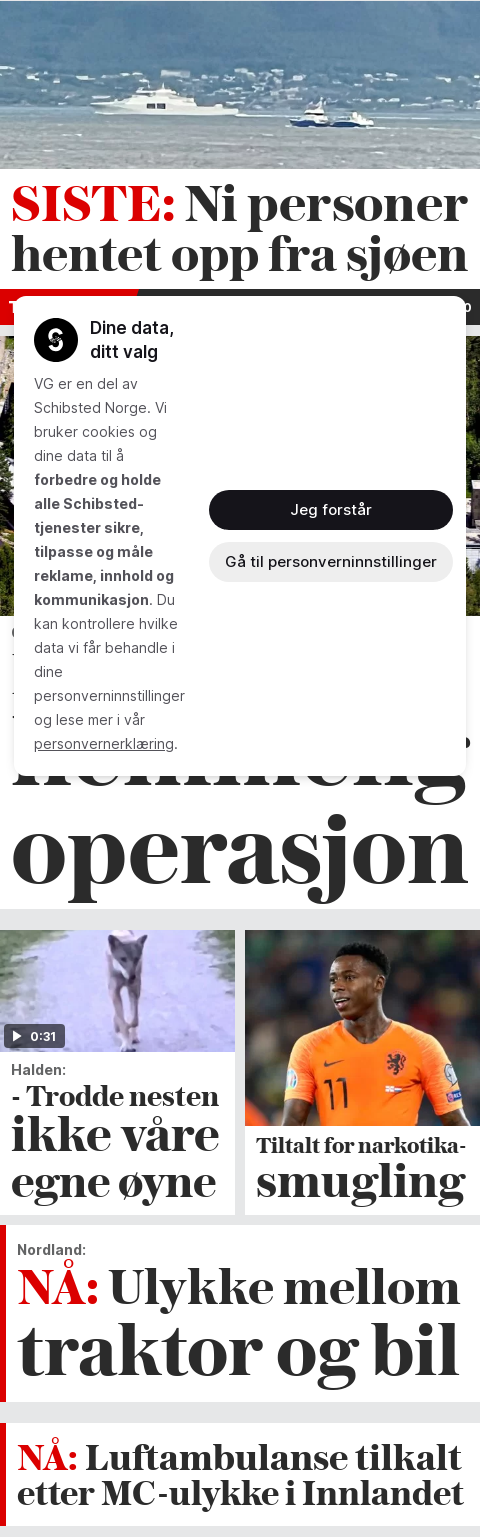 SISTE: Ni personer
hentet opp fra sjøen
Dine data,
ditt valg
VG er en del av
Schibsted Norge. Vi
bruker cookies og
dine data til å
forbedre og holde
alle Schibsted-
tjenester sikre,
tilpasse og måle
reklame, innhold og
kommunikasjon. Du
kan kontrollere hvilke
data vi får behandle i
dine
personverninnstillinger
og lese mer i vår
personvernerklæring.
Jeg forstår
Gå til personverninnstillinger
operasjon
0:31
Halden:
- Trodde nesten
ikke våre
egne øyne
11
Tiltalt for narkotika-
smugling
Nordland:
NÅ: Ulykke mellom
traktor og bil
NÅ: Luftambulanse tilkalt
etter MC-ulykke i Innlandet